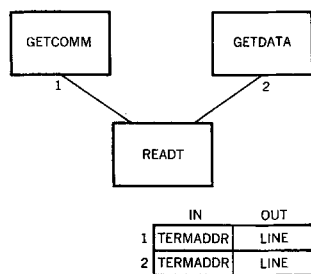 GETCOMM GETDATA
1 2
READT
IN OUT
1 TERMADDR LINE
2 TERMADDR LINE